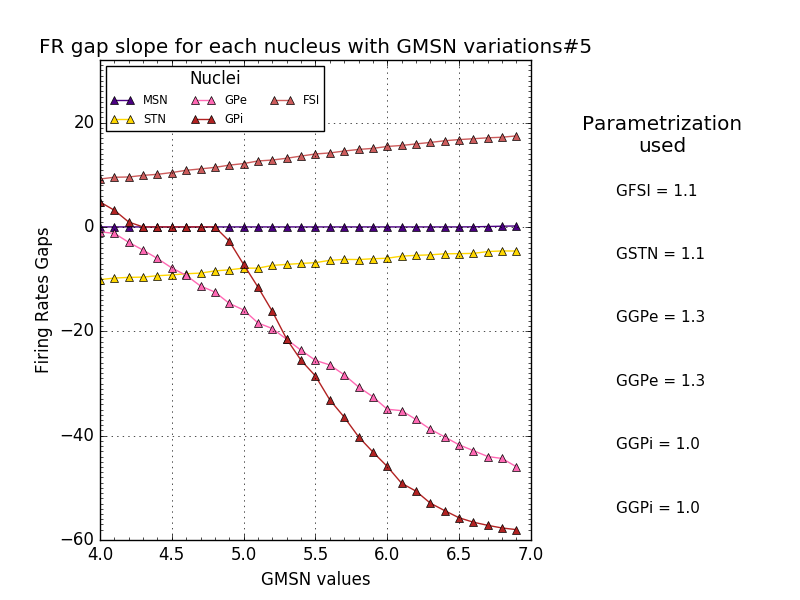 FR gap slope for each nucleus with GMSN variations#5
Nuclei
MSN GPe FSI
STN GPi
20
0
−20
−40
−60
Firing Rates Gaps
4.0 4.5 5.0 5.5 6.0 6.5 7.0
GMSN values
Parametrization
used
GFSI = 1.1
GSTN = 1.1
GGPe = 1.3
GGPe = 1.3
GGPi = 1.0
GGPi = 1.0